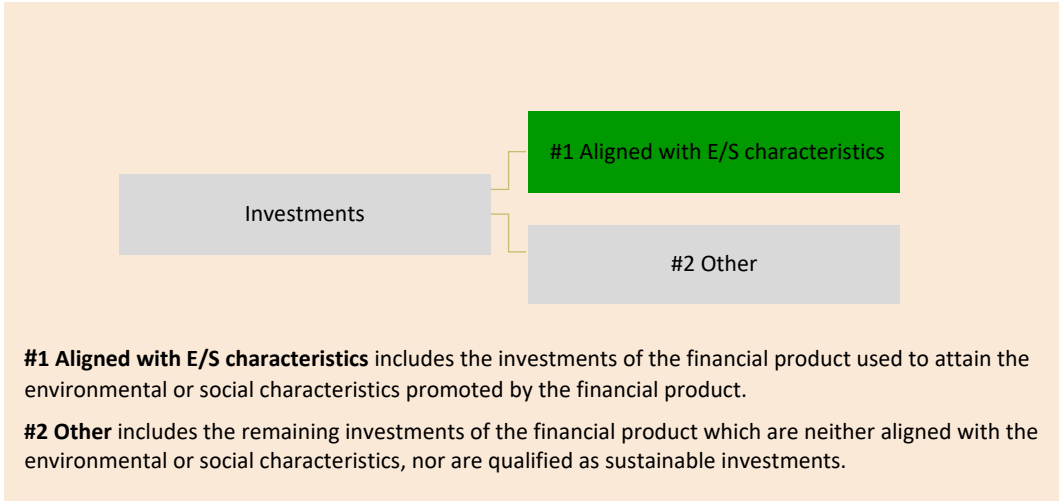 #1 Aligned with E/S characteristics
Investments
#2 Other
#1 Aligned with E/S characteristics includes the investments of the financial product used to attain the
environmental or social characteristics promoted by the financial product.
#2 Other includes the remaining investments of the financial product which are neither aligned with the
environmental or social characteristics, nor are qualified as sustainable investments.